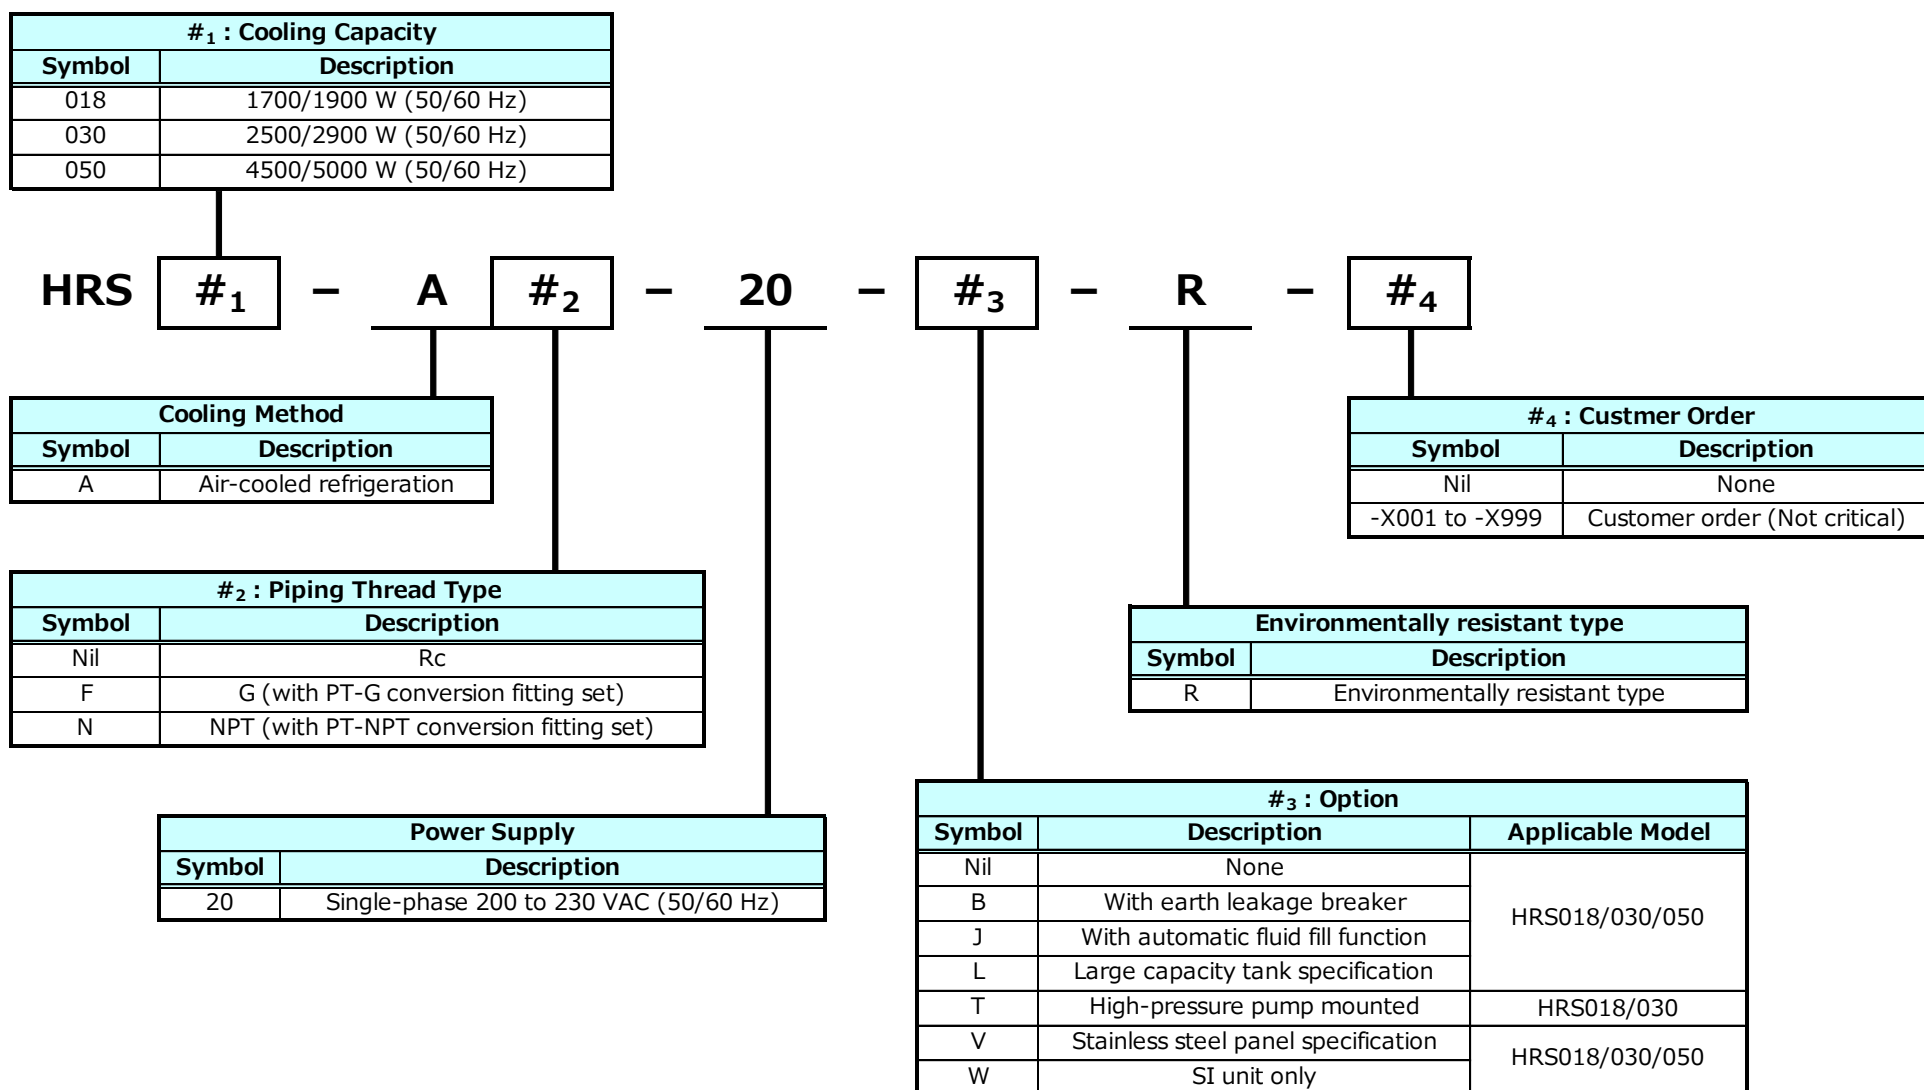 #1 : Cooling Capacity
Symbol Description
018 1700/1900 W (50/60 Hz)
030 2500/2900 W (50/60 Hz)
050 4500/5000 W (50/60 Hz)
HRS #1 – A #2 – 20 – #3 – R – #4
Cooling Method
Symbol Description
A Air-cooled refrigeration
#4 : Custmer Order
Symbol Description
Nil None
-X001 to -X999 Customer order (Not critical)
#2 : Piping Thread Type
Symbol Description
Nil Rc
F G (with PT-G conversion fitting set)
N NPT (with PT-NPT conversion fitting set)
Environmentally resistant type
Symbol Description
R Environmentally resistant type
Power Supply
Symbol Description
20 Single-phase 200 to 230 VAC (50/60 Hz)
#3 : Option
Symbol Description Applicable Model
Nil None
B With earth leakage breaker
HRS018/030/050
J With automatic fluid fill function
L Large capacity tank specification
T High-pressure pump mounted HRS018/030
V Stainless steel panel specification
HRS018/030/050
W SI unit only